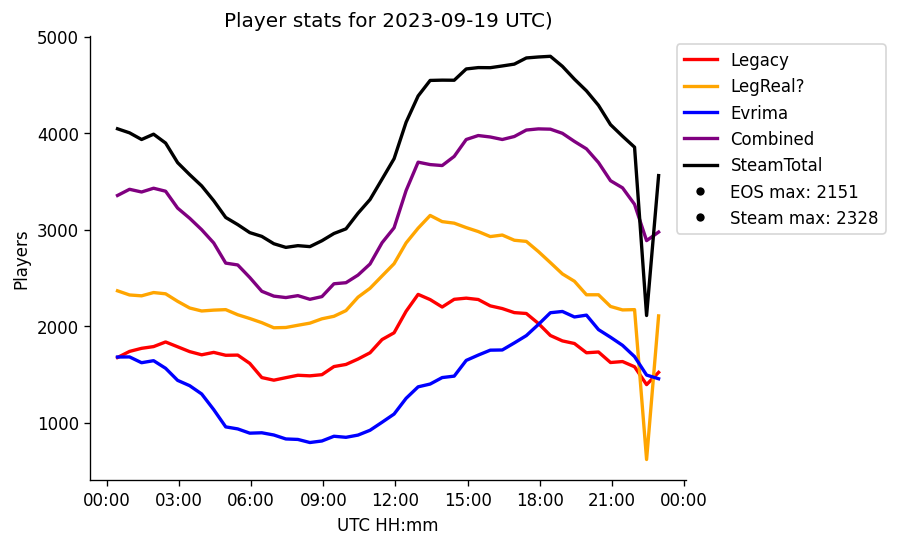 Player stats for 2023-09-19 UTC)
5000
4000
3000
2000
1000
Players
00:00 03:00 06:00 09:00 12:00 15:00 18:00 21:00 00:00
UTC HH:mm
Legacy
LegReal?
Evrima
Combined
SteamTotal
EOS max: 2151
Steam max: 2328